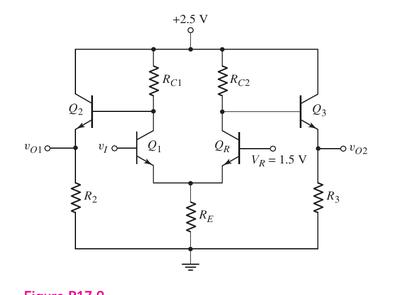 +2.5 V
R_{C1} R_{C2}
Q_2 Q_3
v_{O1} v_I Q_1 Q_R v_{O2}
V_R = 1.5 V
R_2 R_E R_3
Figure P17.9